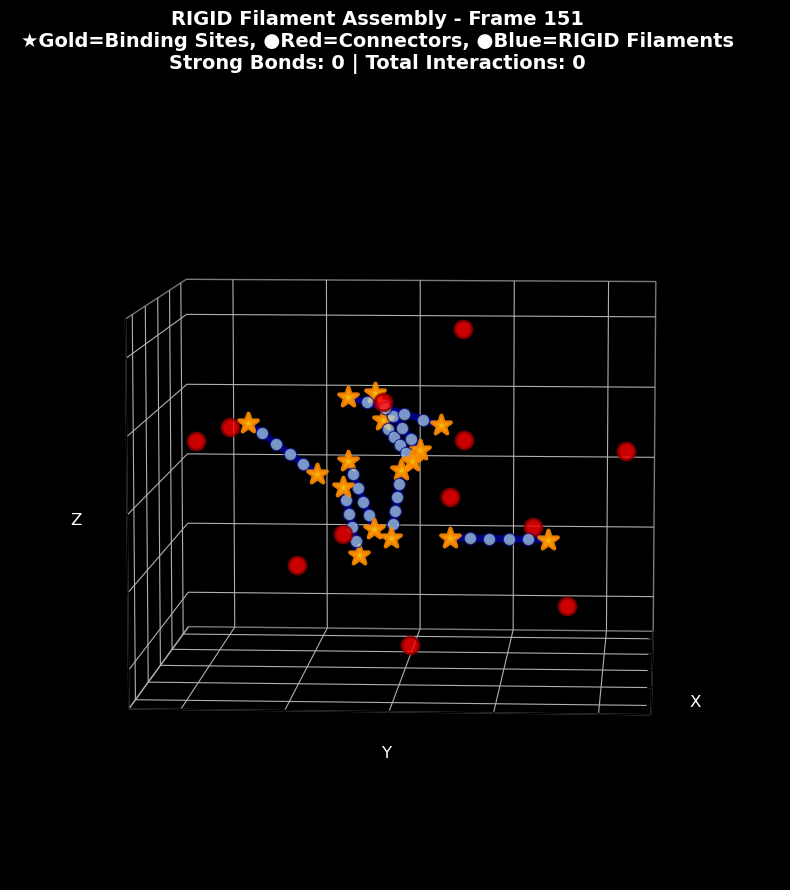 RIGID Filament Assembly - Frame 151
★Gold=Binding Sites, ●Red=Connectors, ●Blue=RIGID Filaments
Strong Bonds: 0 | Total Interactions: 0
Z
X
Y